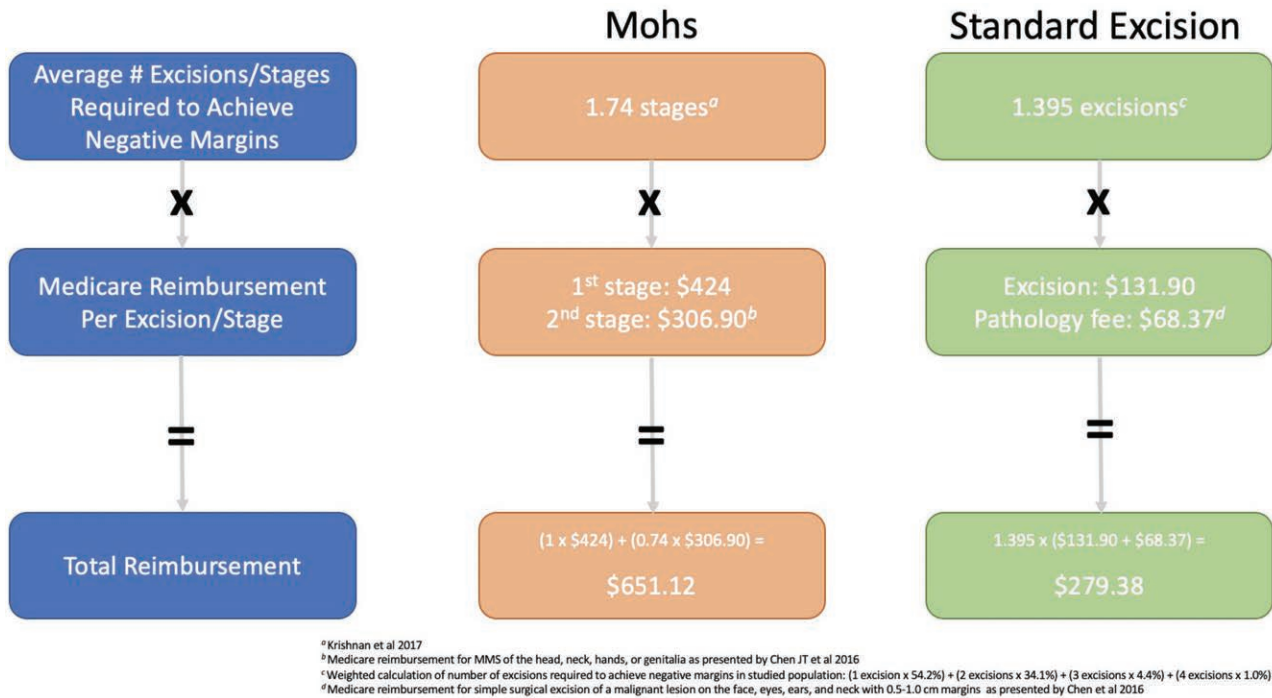 Mohs
Standard Excision
Average # Excisions/Stages
Required to Achieve
Negative Margins
1.74 stagesᵃ
1.395 excisionsᶜ
x
x
x
Medicare Reimbursement
Per Excision/Stage
1ˢᵗ stage: $424
2ⁿᵈ stage: $306.90ᵇ
Excision: $131.90
Pathology fee: $68.37ᵈ
=
=
=
Total Reimbursement
(1 x $424) + (0.74 x $306.90) =
$651.12
1.395 x ($131.90 + $68.37) =
$279.38
ᵃ Krishnan et al 2017
ᵇ Medicare reimbursement for MMS of the head, neck, hands, or genitalia as presented by Chen JT et al 2016
ᶜ Weighted calculation of number of excisions required to achieve negative margins in studied population: (1 excision x 54.2%) + (2 excisions x 34.1%) + (3 excisions x 4.4%) + (4 excisions x 1.0%)
ᵈ Medicare reimbursement for simple surgical excision of a malignant lesion on the face, eyes, ears, and neck with 0.5-1.0 cm margins as presented by Chen et al 2016